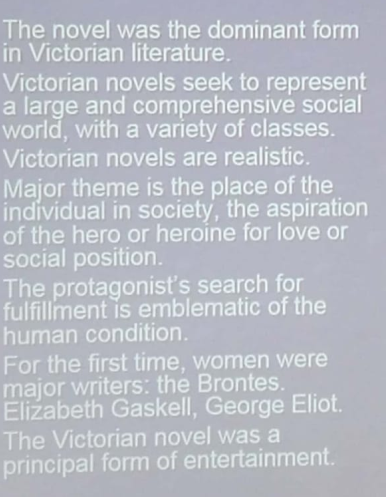 The novel was the dominant form
in Victorian literature.
Victorian novels seek to represent
a large and comprehensive social
world, with a variety of classes.
Victorian novels are realistic.
Major theme is the place of the
individual in society, the aspiration
of the hero or heroine for love or
social position.
The protagonist's search for
fulfillment is emblematic of the
human condition.
For the first time, women were
major writers: the Brontes.
Elizabeth Gaskell, George Eliot.
The Victorian novel was a
principal form of entertainment.